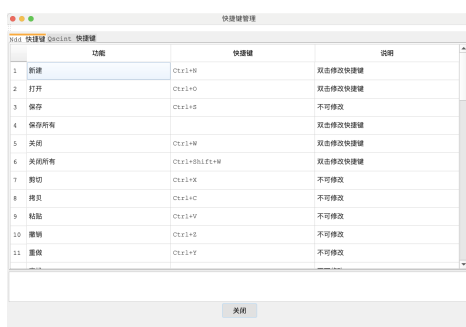 快捷键管理
Ndd 快捷键 Qscint 快捷键
功能 快捷键 说明
1 新建 Ctrl+N 双击修改快捷键
2 打开 Ctrl+O 双击修改快捷键
3 保存 Ctrl+S 不可修改
4 保存所有 双击修改快捷键
5 关闭 Ctrl+W 双击修改快捷键
6 关闭所有 Ctrl+Shift+W 双击修改快捷键
7 剪切 Ctrl+X 不可修改
8 拷贝 Ctrl+C 不可修改
9 粘贴 Ctrl+V 不可修改
10 撤销 Ctrl+Z 不可修改
11 重做 Ctrl+Y 不可修改
关闭